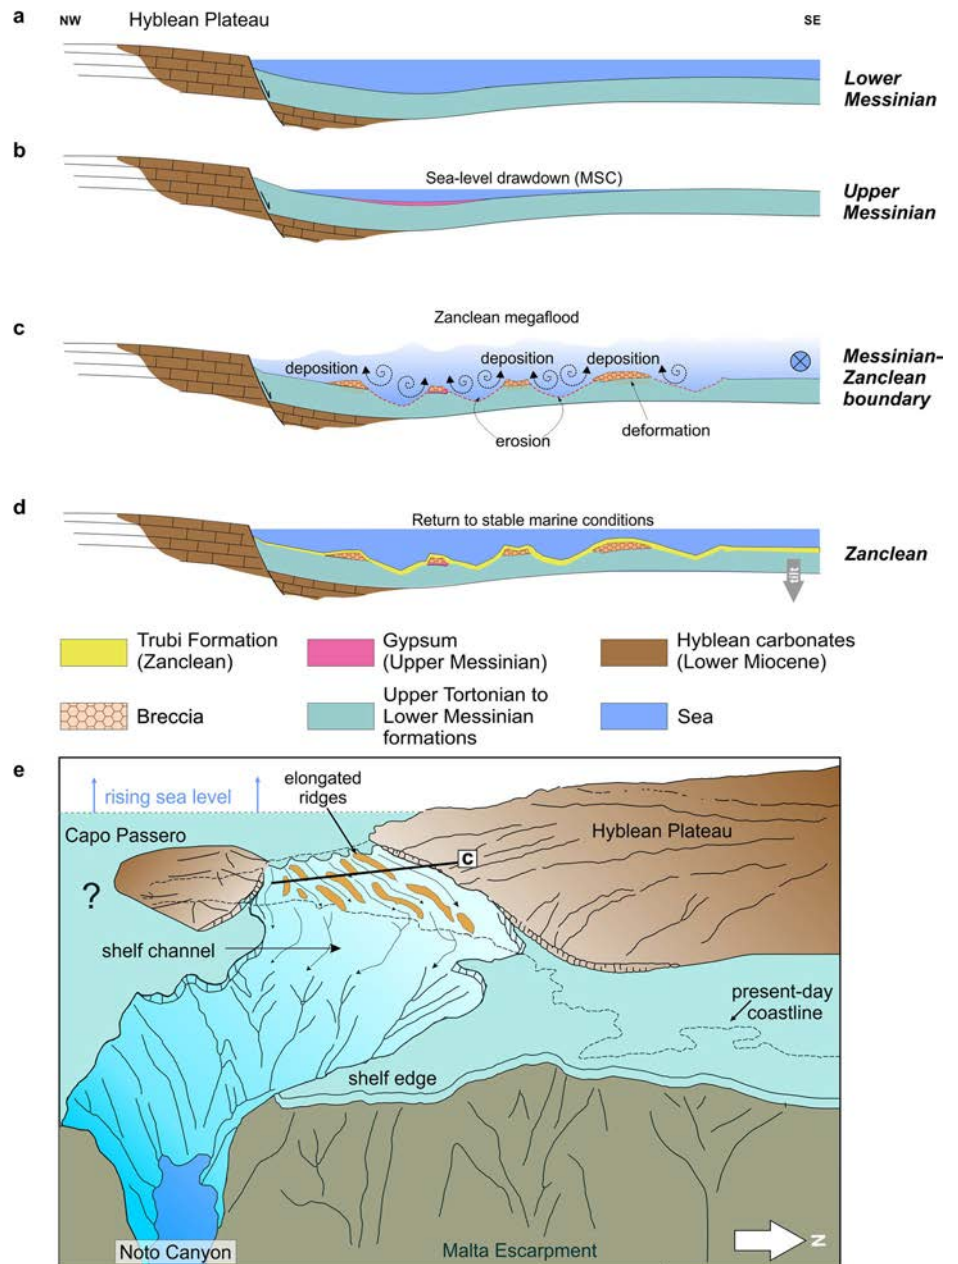 a
NW
Hyblean Plateau
SE
Lower
Messinian
b
Sea-level drawdown (MSC)
Upper
Messinian
c
Zanclean megaflood
deposition
deposition
deposition
erosion
deformation
Messinian–
Zanclean
boundary
d
Return to stable marine conditions
Zanclean
tilt
Trubi Formation
(Zanclean)
Gypsum
(Upper Messinian)
Hyblean carbonates
(Lower Miocene)
Breccia
Upper Tortonian to
Lower Messinian
formations
Sea
e
rising sea level
elongated
ridges
Capo Passero
Hyblean Plateau
c
?
shelf channel
present-day
coastline
shelf edge
Noto Canyon
Malta Escarpment
N